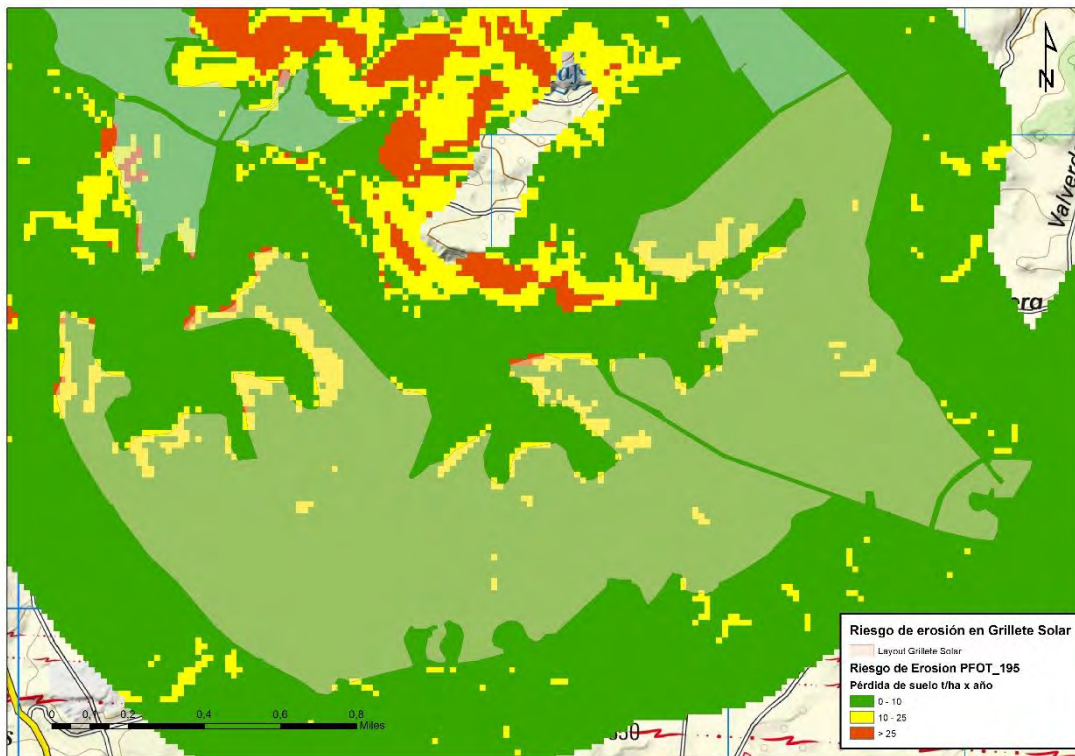 N
Valverd
era
0 0,1 0,2 0,4 0,6 0,8
Miles
Riesgo de erosión en Grillete Solar
Layout Grillete Solar
Riesgo de Erosion PFOT_195
Pérdida de suelo t/ha x año
0 - 10
10 - 25
> 25